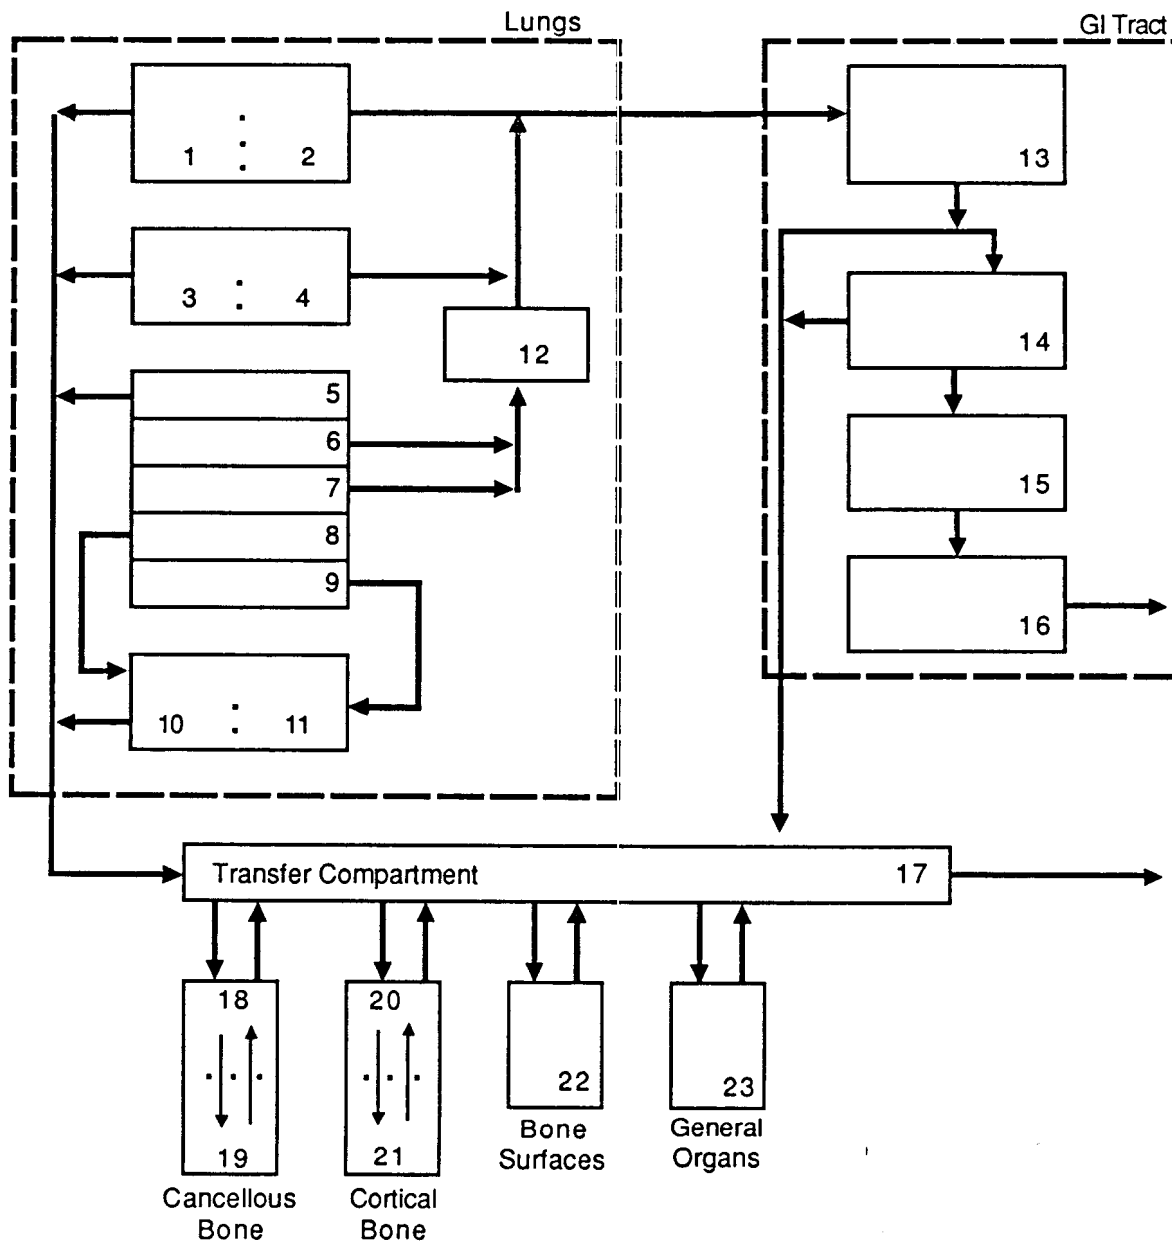 Lungs
GI Tract
1 2
13
3 4
12
14
5
6
7
15
8
9
16
10 11
Transfer Compartment 17
18
20
22
23
19
21
Bone
Surfaces
General
Organs
Cancellous
Bone
Cortical
Bone